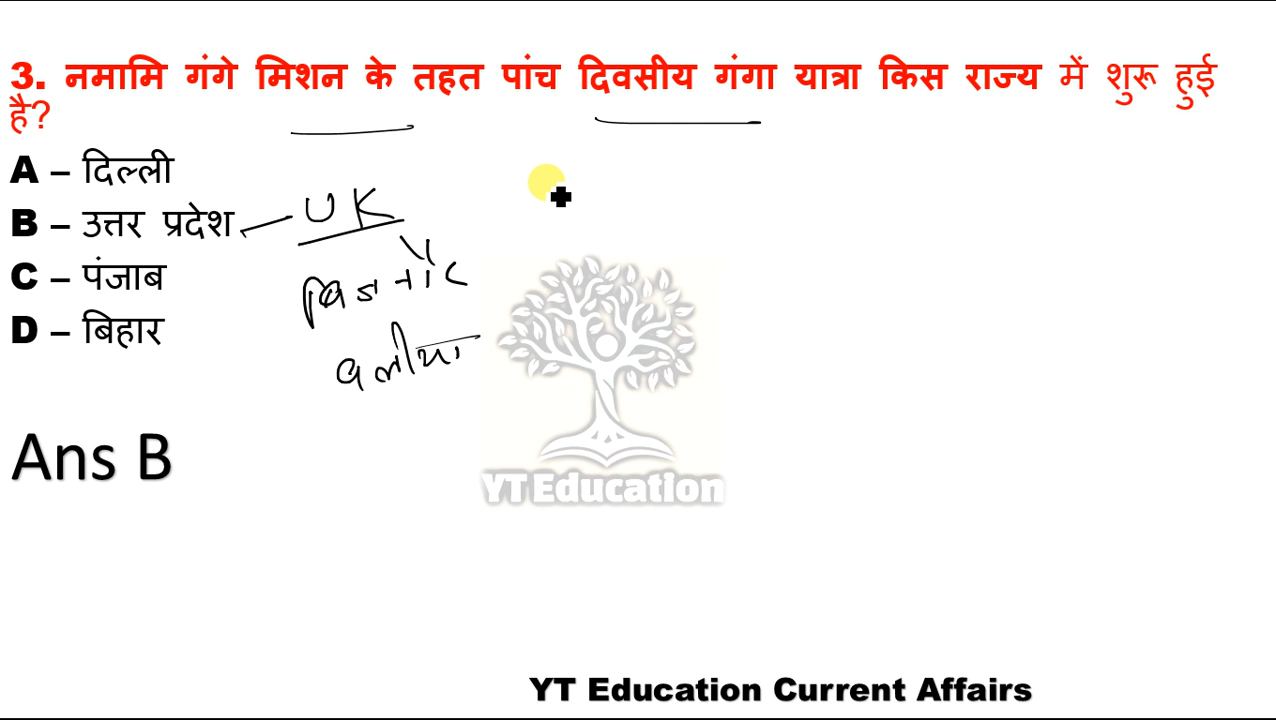 3. नमामि गंगे मिशन के तहत पांच दिवसीय गंगा यात्रा किस राज्य में शुरू हुई
है?
A – दिल्ली
B – उत्तर प्रदेश
UK
C – पंजाब
D – बिहार
बलीया
Ans B
YT Education
YT Education Current Affairs